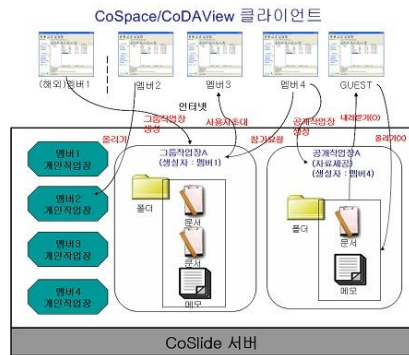 CoSpace/CoDAView 클라이언트
(해외)멤버1
멤버2
멤버3
멤버4
GUEST
인터넷
그룹작업장
생성
올리기
사용자초대
참가요청
공개작업장
생성
내려받기(O)
올리기(X)
멤버1
개인작업장
멤버2
개인작업장
멤버3
개인작업장
멤버4
개인작업장
그룹작업장A
(생성자 : 멤버1)
폴더
문서
문서
메모
공개작업장A
(자료제공)
(생성자 : 멤버4)
폴더
문서
메모
CoSlide 서버